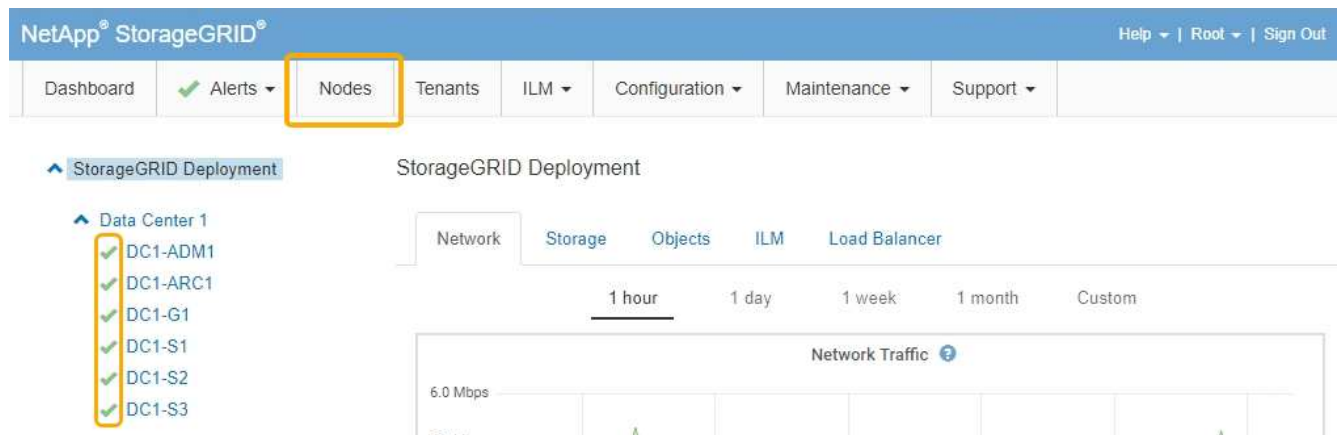 NetApp® StorageGRID®
Help | Root | Sign Out
Dashboard Alerts Nodes Tenants ILM Configuration Maintenance Support
StorageGRID Deployment
StorageGRID Deployment
Data Center 1
Network Storage Objects ILM Load Balancer
DC1-ADM1
DC1-ARC1
1 hour 1 day 1 week 1 month Custom
DC1-G1
DC1-S1
Network Traffic
DC1-S2
6.0 Mbps
DC1-S3